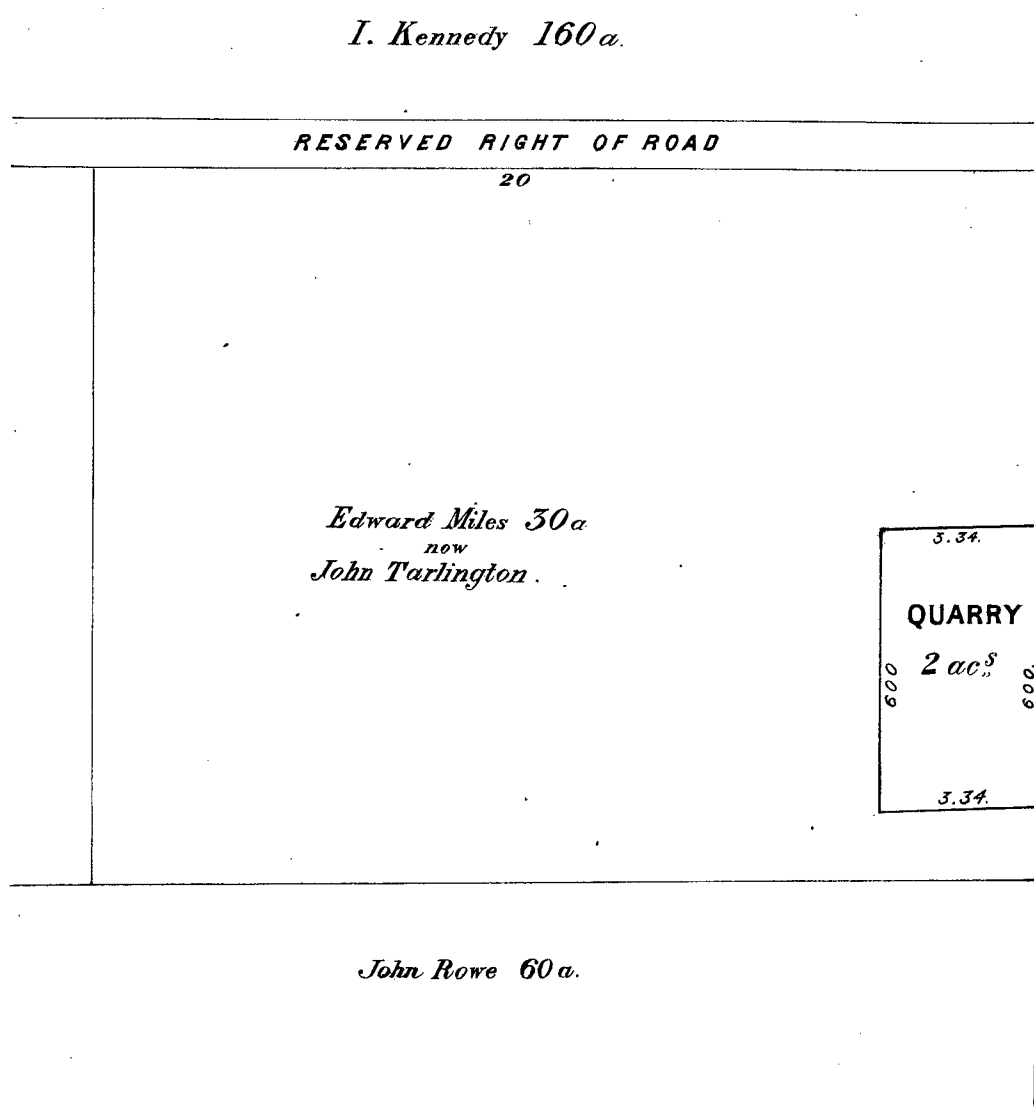 I. Kennedy 160a.
RESERVED RIGHT OF ROAD
20
Edward Miles 30a
now
John Tarlington.
3.34.
QUARRY
2 acs
600
600.
3.34.
John Rowe 60a.